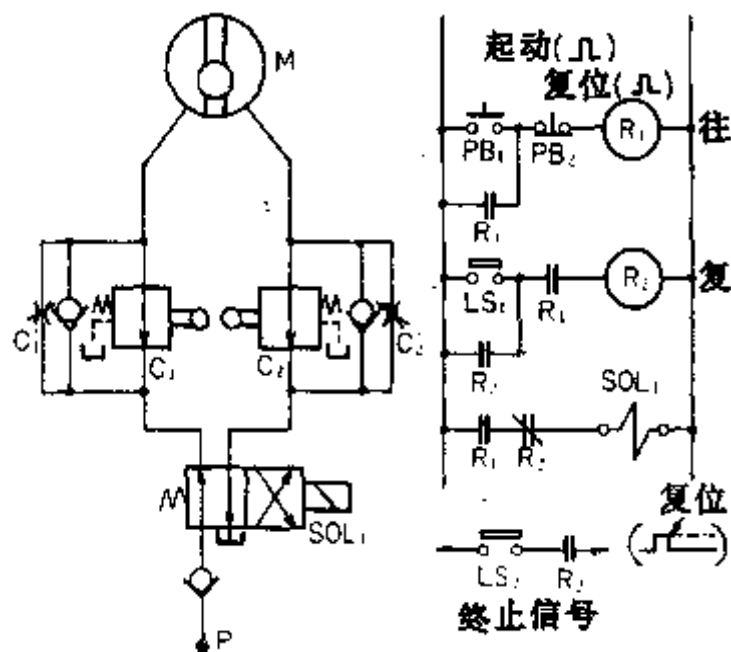 M
起动(⎍)
复位(⎍)
PB₁
PB₂
R₁
往
R₁
LS₁
R₁
R₂
复
R₂
SOL₁
R₁
R₂
复位
LS₂
R₂
终止信号
C₁'
C₁
C₂
C₂'
SOL₁
P